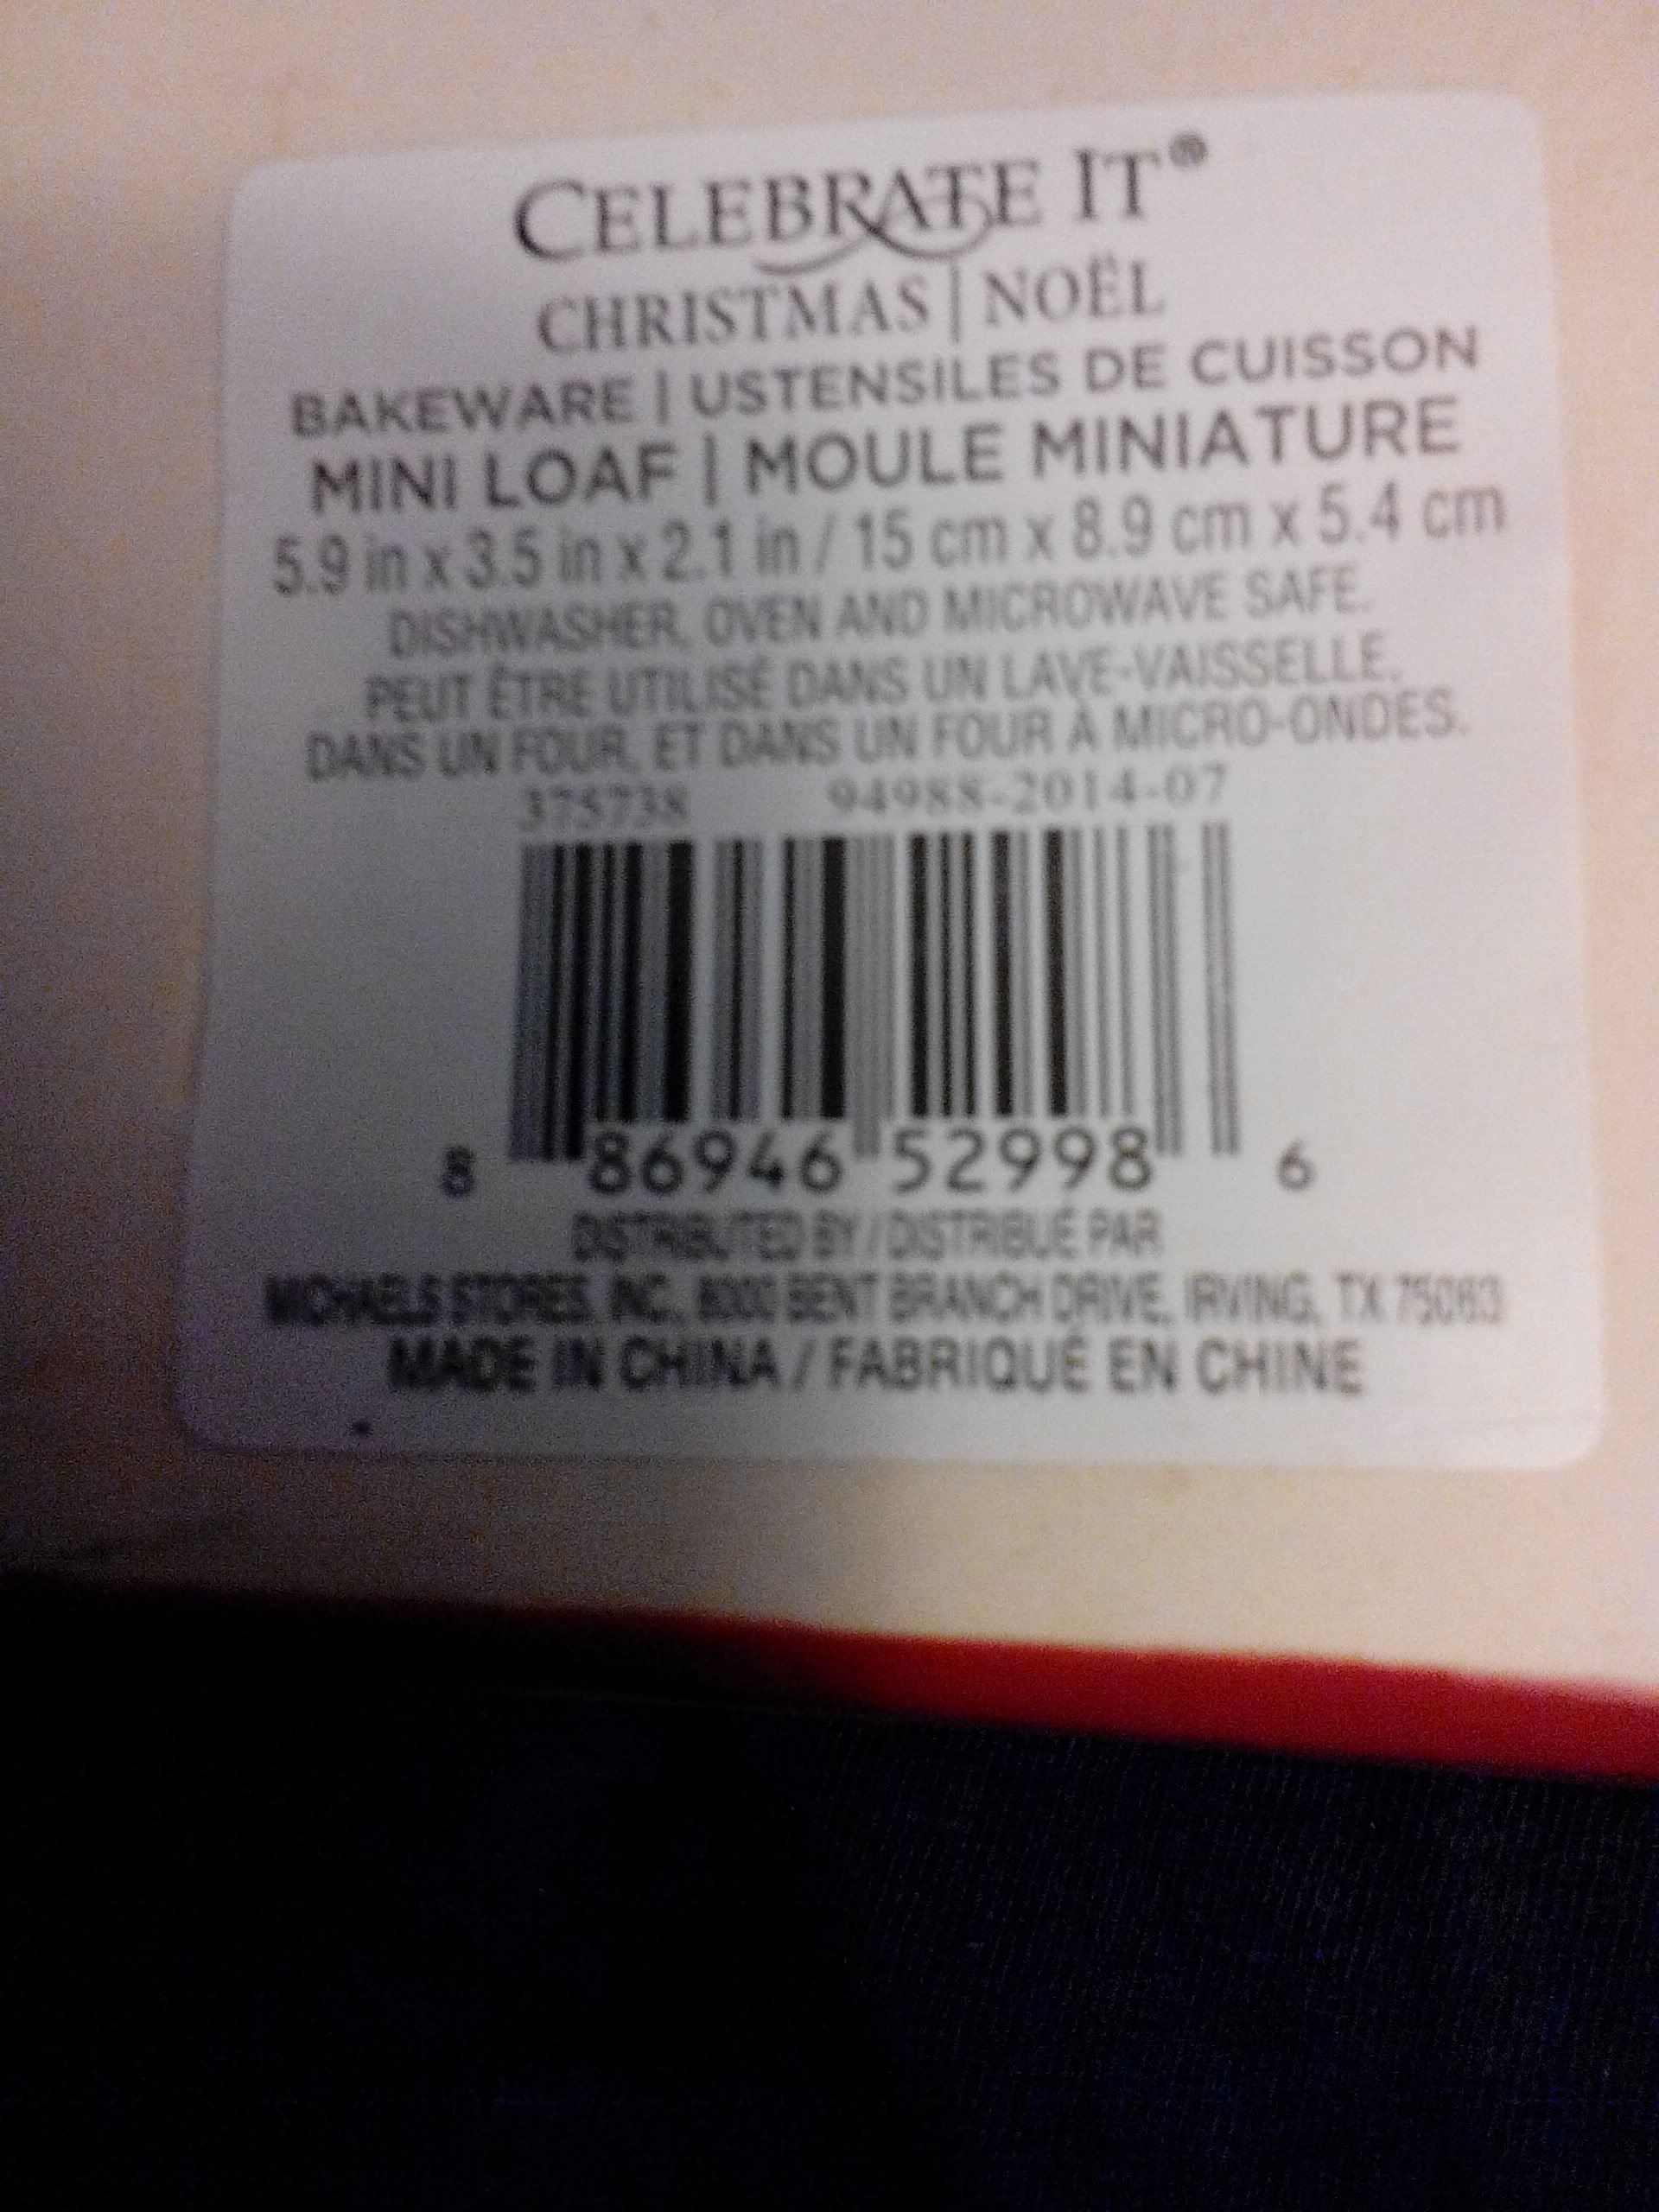 CELEBRATE IT®
CHRISTMAS | NOËL
BAKEWARE | USTENSILES DE CUISSON
MINI LOAF | MOULE MINIATURE
5.9 in x 3.5 in x 2.1 in / 15 cm x 8.9 cm x 5.4 cm
DISHWASHER, OVEN AND MICROWAVE SAFE.
PEUT ÊTRE UTILISÉ DANS UN LAVE-VAISSELLE,
DANS UN FOUR, ET DANS UN FOUR À MICRO-ONDES.
375738 94988-2014-07
8 86946 52998 6
DISTRIBUTED BY / DISTRIBUÉ PAR
MICHAELS STORES, INC., 8000 BENT BRANCH DRIVE, IRVING, TX 75063
MADE IN CHINA / FABRIQUÉ EN CHINE